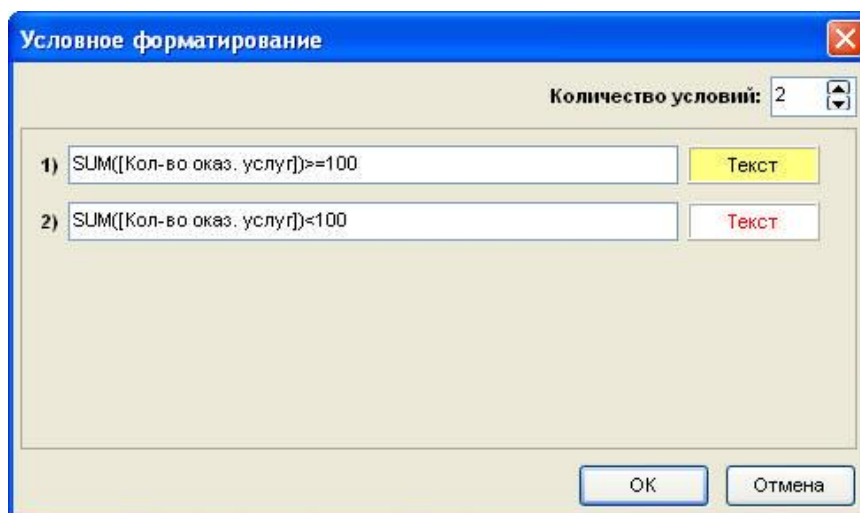 Условное форматирование
Количество условий: 2
1) SUM([Кол-во оказ. услуг])>=100 Текст
2) SUM([Кол-во оказ. услуг])<100 Текст
OK Отмена